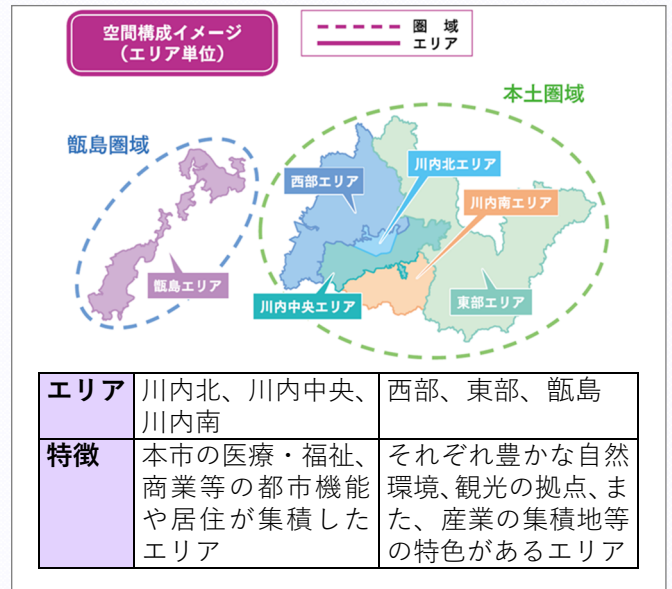 空間構成イメージ
（エリア単位）
圏　域
エリア
本土圏域
甑島圏域
川内北エリア
西部エリア
川内南エリア
甑島エリア
川内中央エリア
東部エリア
エリア
川内北、川内中央、
川内南
西部、東部、甑島
特徴
本市の医療・福祉、
商業等の都市機能
や居住が集積した
エリア
それぞれ豊かな自然
環境、観光の拠点、ま
た、産業の集積地等
の特色があるエリア